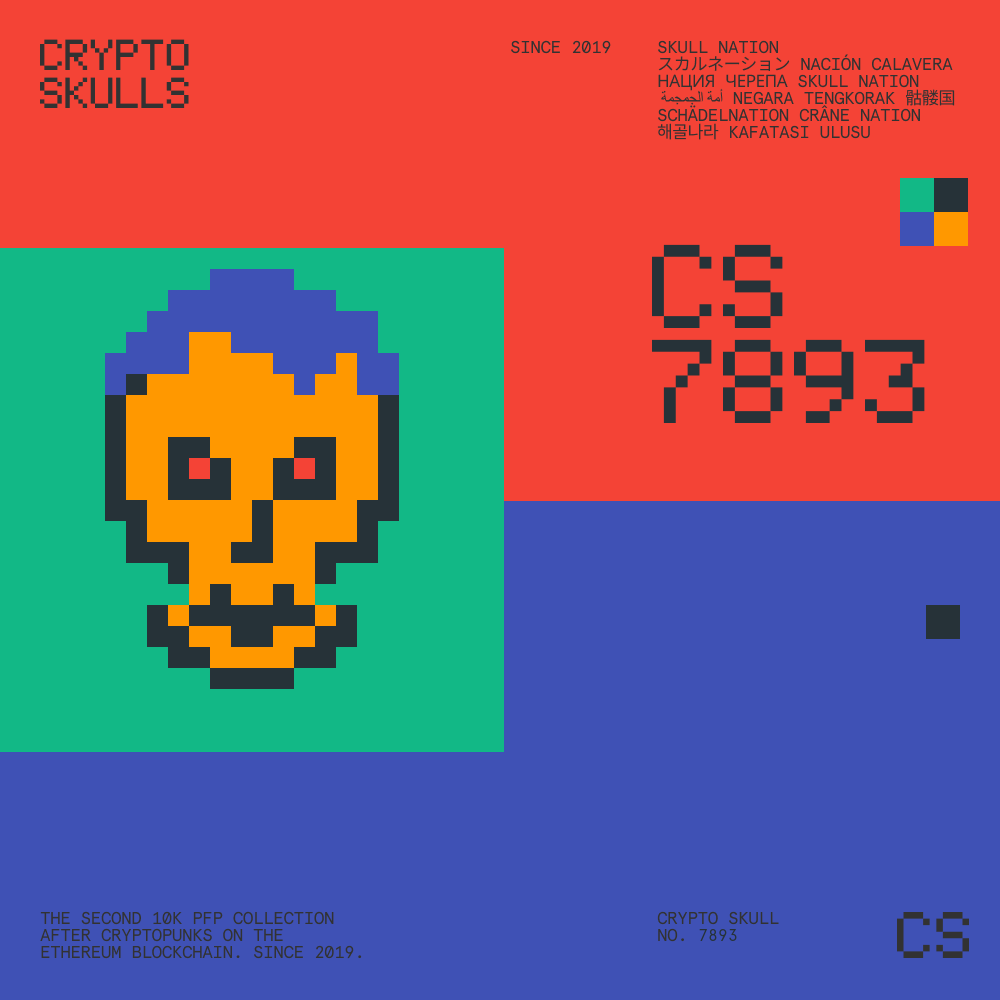 CRYPTO
SKULLS
SINCE 2019
SKULL NATION
スカルネーション NACIÓN CALAVERA
НАЦИЯ ЧЕРЕПА SKULL NATION
أمة الجمجمة NEGARA TENGKORAK 骷髅国
SCHÄDELNATION CRÂNE NATION
해골나라 KAFATASI ULUSU
CS
7893
THE SECOND 10K PFP COLLECTION
AFTER CRYPTOPUNKS ON THE
ETHEREUM BLOCKCHAIN. SINCE 2019.
CRYPTO SKULL
NO. 7893
CS